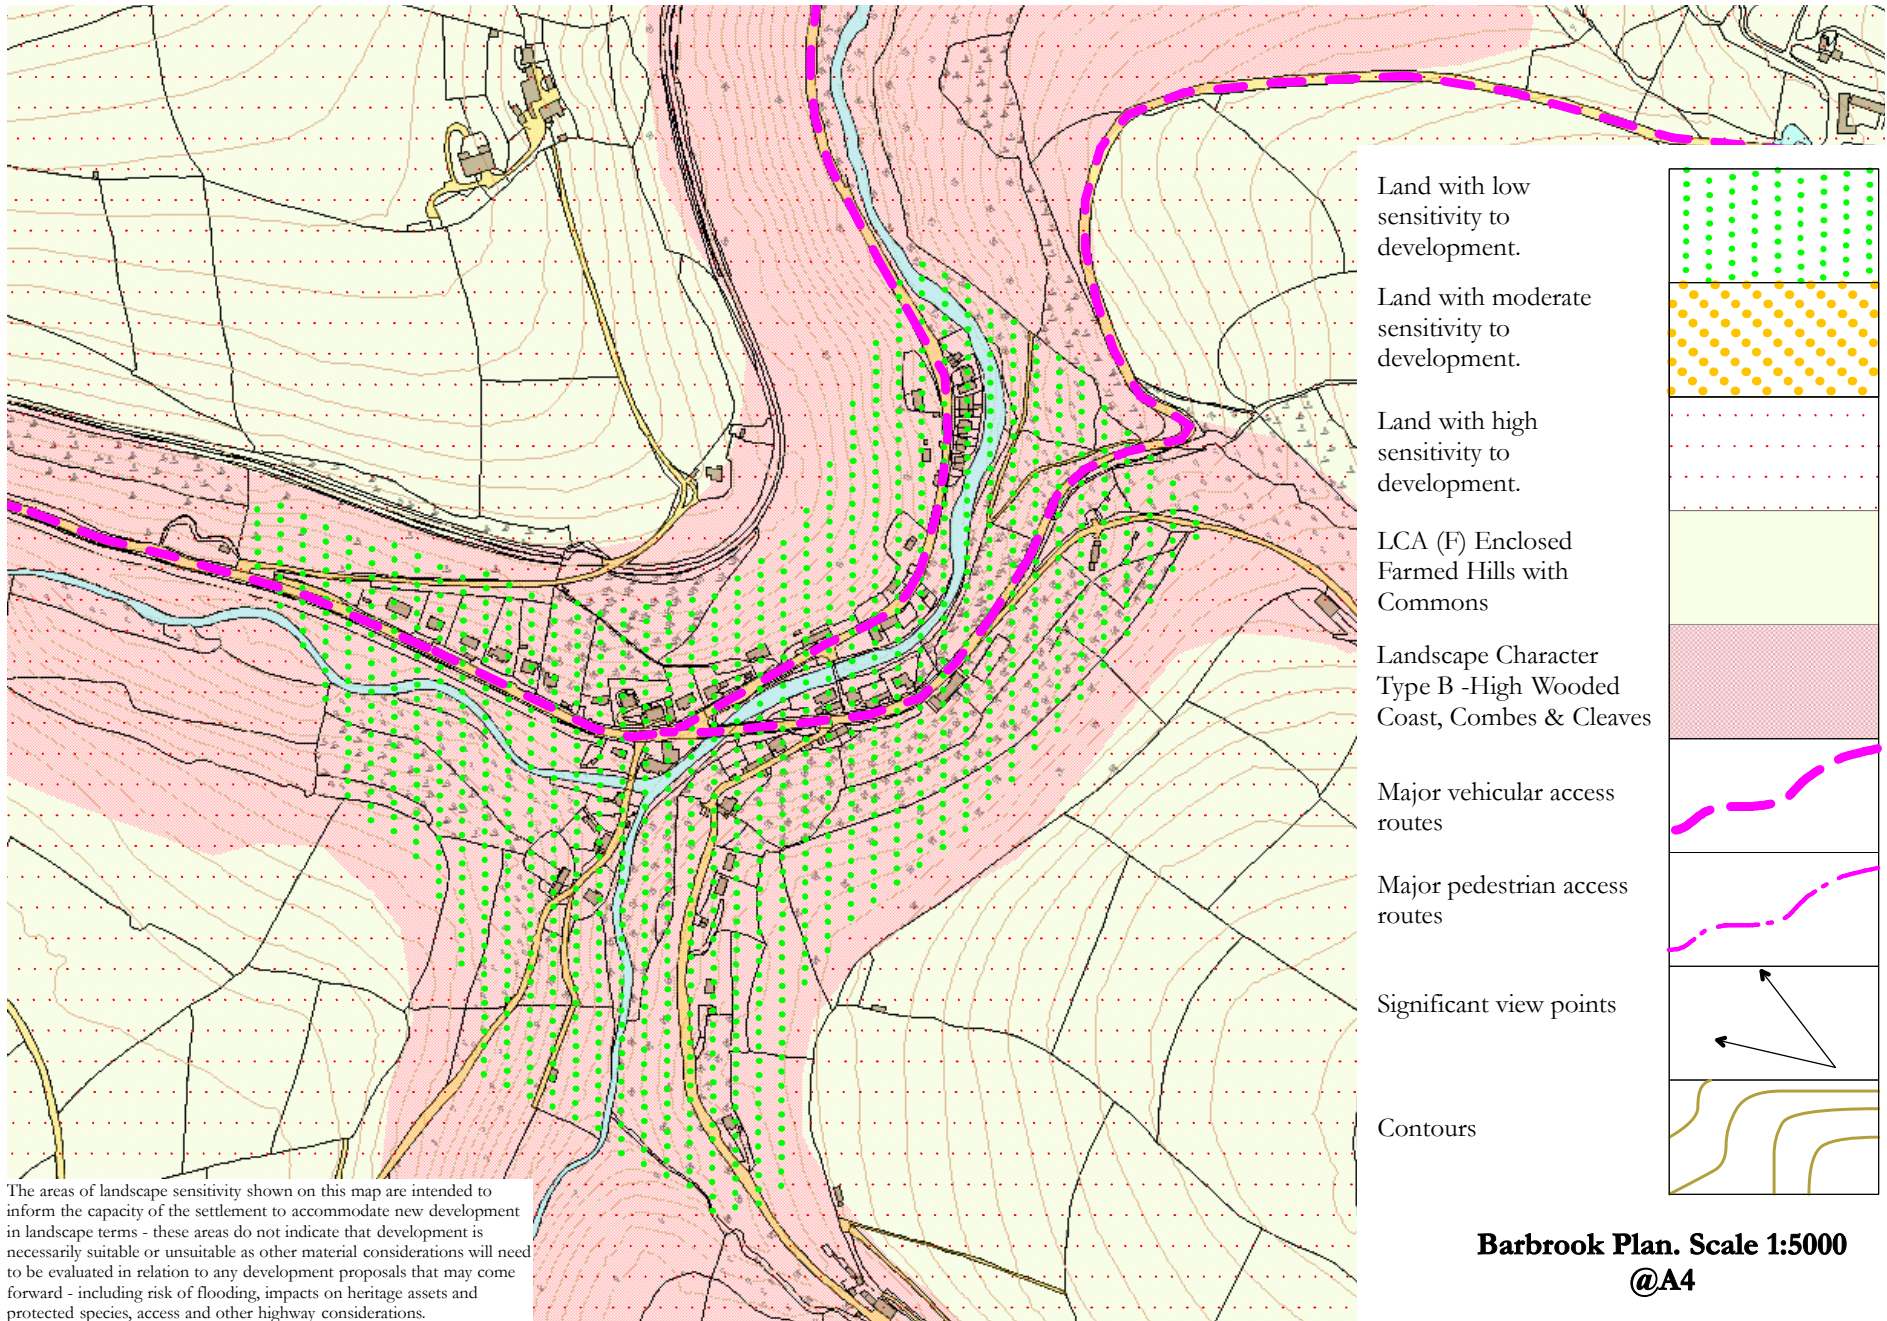 Land with low
sensitivity to
development.
Land with moderate
sensitivity to
development.
Land with high
sensitivity to
development.
LCA (F) Enclosed
Farmed Hills with
Commons
Landscape Character
Type B -High Wooded
Coast, Combes & Cleaves
Major vehicular access
routes
Major pedestrian access
routes
Significant view points
Contours
The areas of landscape sensitivity shown on this map are intended to
inform the capacity of the settlement to accommodate new development
in landscape terms - these areas do not indicate that development is
necessarily suitable or unsuitable as other material considerations will need
to be evaluated in relation to any development proposals that may come
forward - including risk of flooding, impacts on heritage assets and
protected species, access and other highway considerations.
Barbrook Plan. Scale 1:5000
@A4